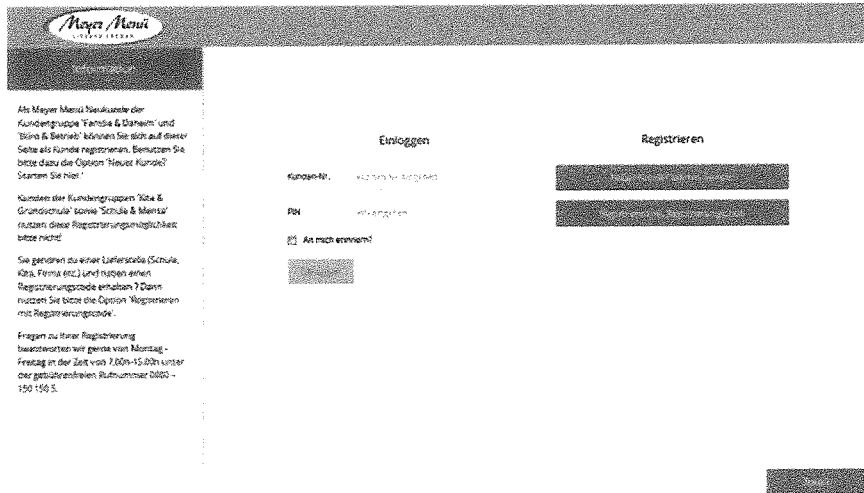 Meyer Menü
Information
Als Meyer Menü Neukunde der
Kundengruppe 'Familie & Daheim' und
'Büro & Betrieb' können Sie sich auf dieser
Seite als Kunde registrieren. Benutzen Sie
bitte dazu die Option 'Neuer Kunde?
Starten Sie hier.'
Kunden der Kundengruppen 'Kita &
Grundschule' sowie 'Schule & Mensa'
nutzen diese Registrierungsmöglichkeit
bitte nicht!
Sie gehören zu einer Lieferstelle (Schule,
Kita, Firma etc.) und haben einen
Registrierungscode erhalten? Dann
nutzen Sie bitte die Option 'Registrieren
mit Registrierungscode'.
Fragen zu Ihrer Registrierung
beantworten wir gerne von Montag -
Freitag in der Zeit von 7.00h-15.00h unter
der gebührenfreien Rufnummer 0800 -
150 150 5.
Einloggen
Kunden-Nr.
PIN
An mich erinnern?
Registrieren